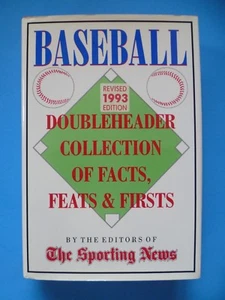 BASEBALL
REVISED
1993
EDITION
DOUBLEHEADER
COLLECTION
OF FACTS,
FEATS & FIRSTS
BY THE EDITORS OF
The Sporting News